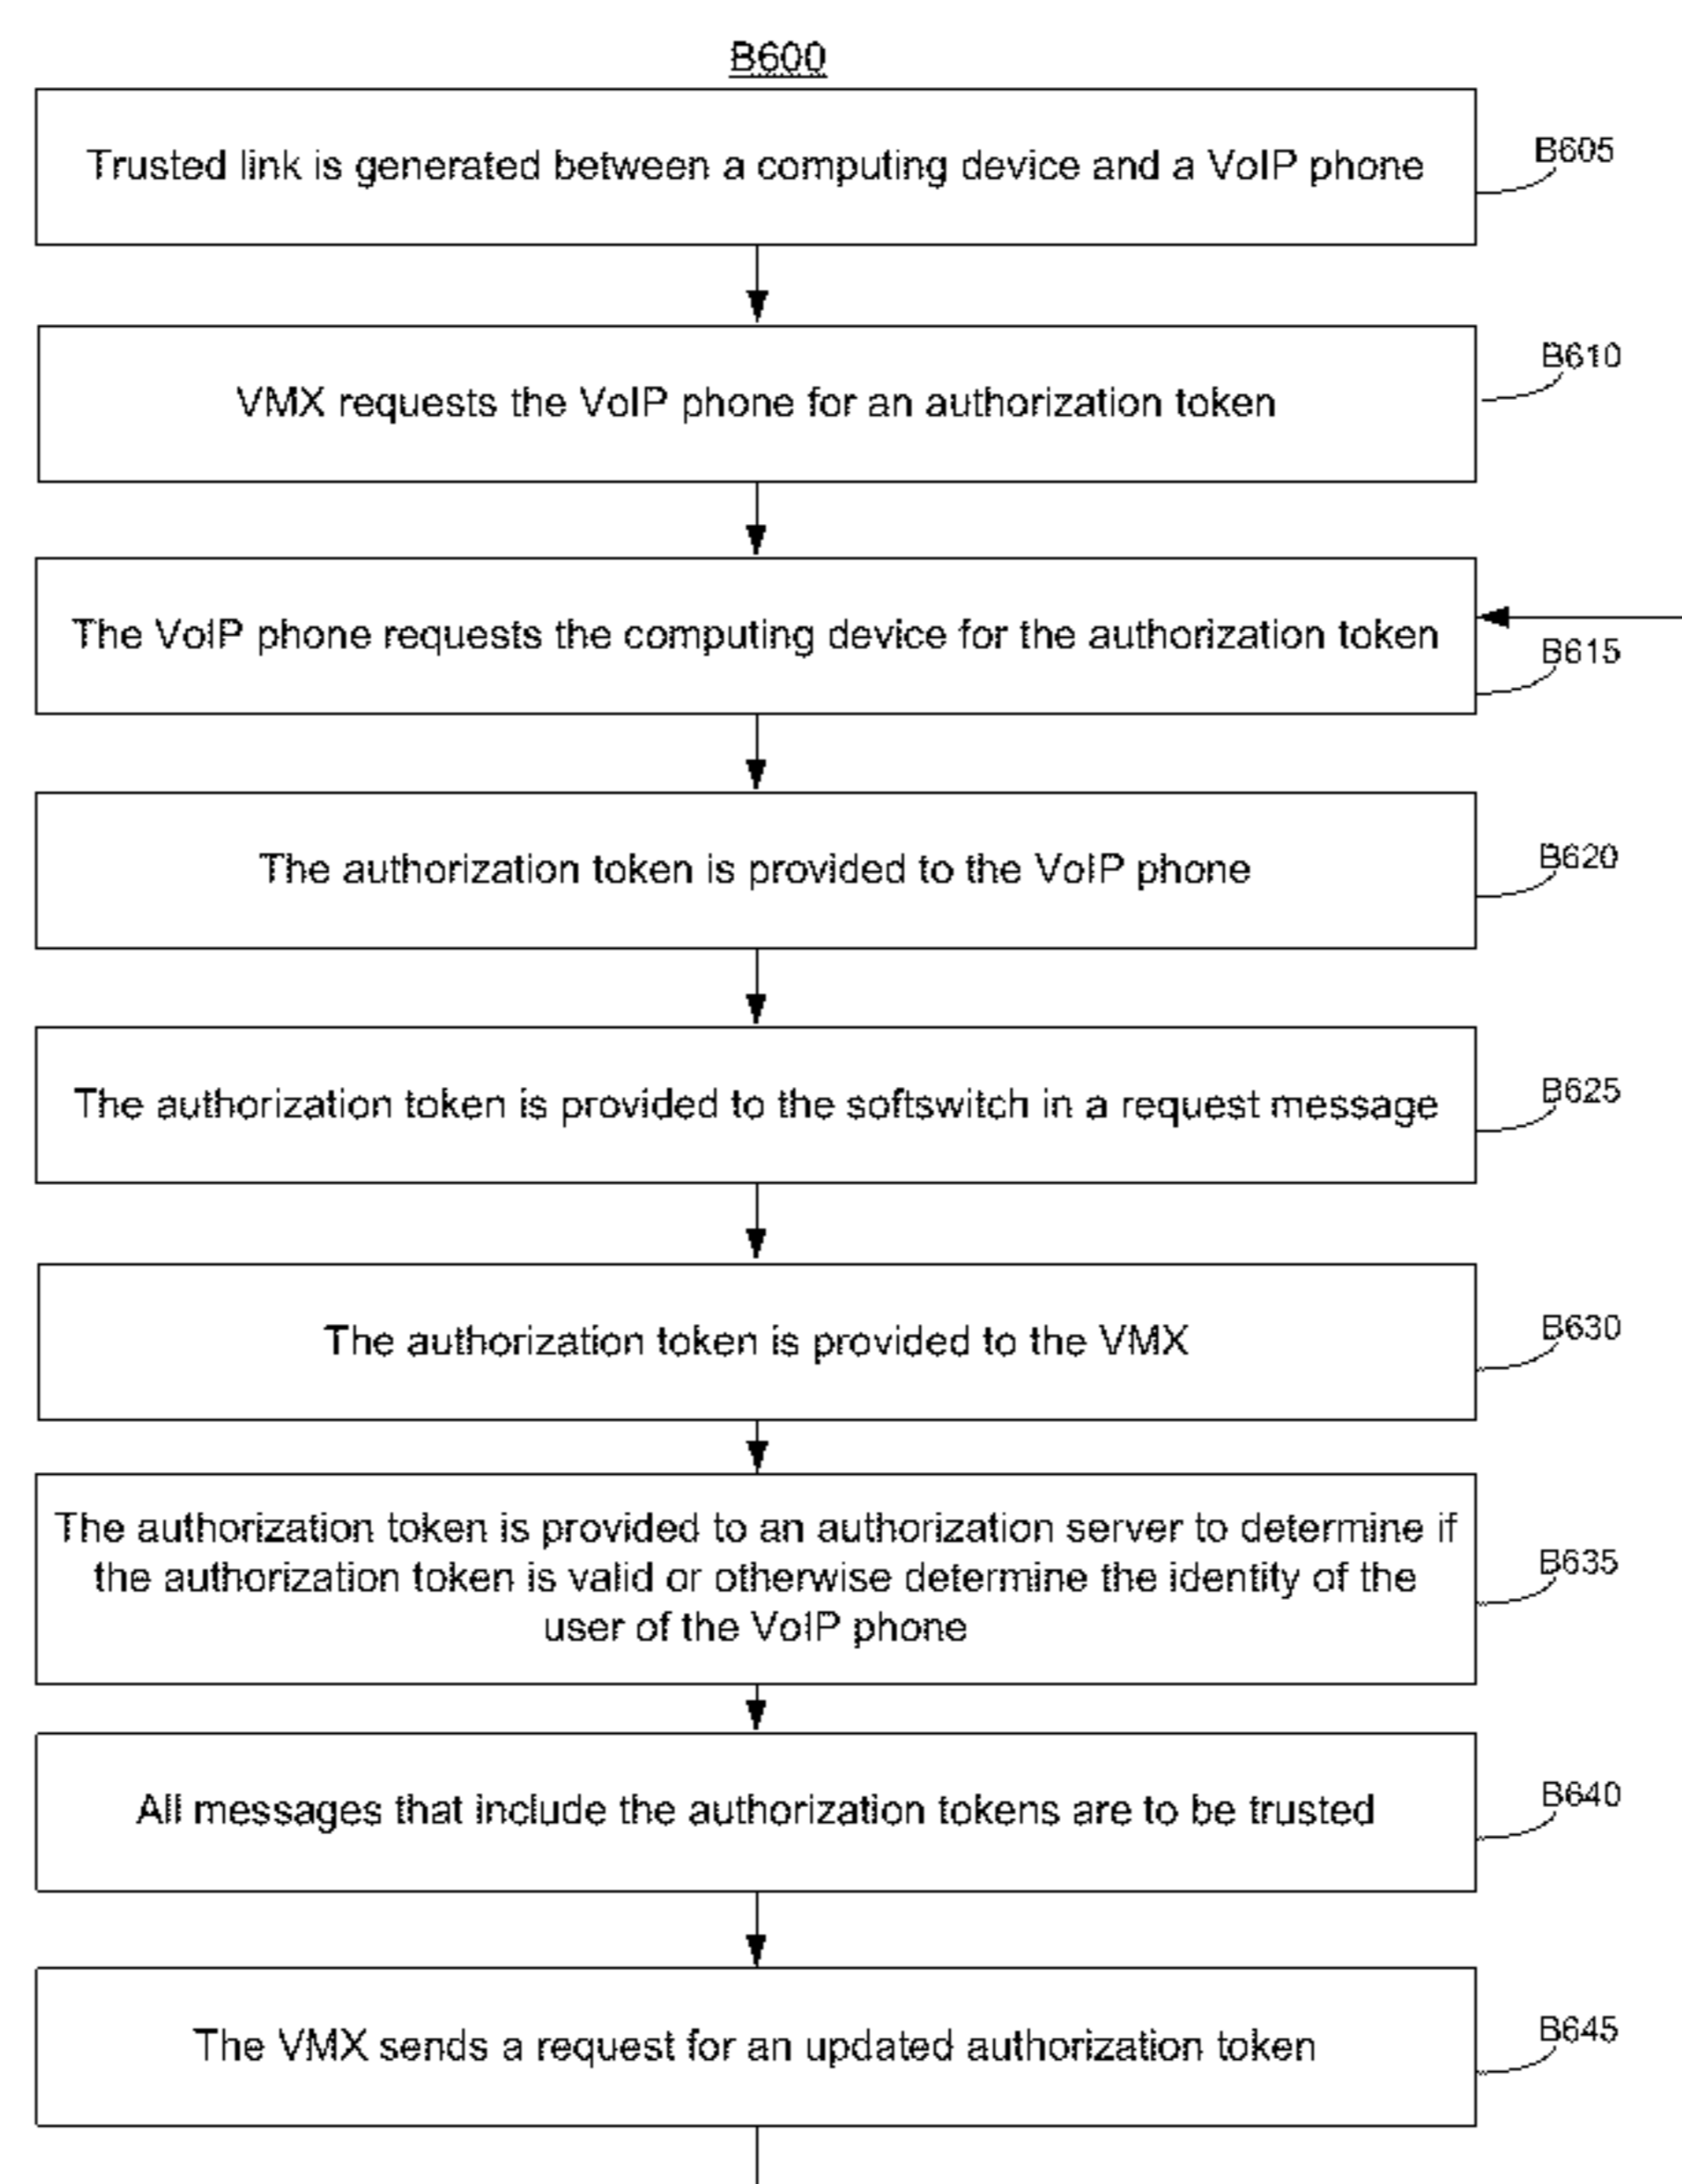 B600
Trusted link is generated between a computing device and a VoIP phone
B605
VMX requests the VoIP phone for an authorization token
B610
The VoIP phone requests the computing device for the authorization token
B615
The authorization token is provided to the VoIP phone
B620
The authorization token is provided to the softswitch in a request message
B625
The authorization token is provided to the VMX
B630
The authorization token is provided to an authorization server to determine if
the authorization token is valid or otherwise determine the identity of the
user of the VoIP phone
B635
All messages that include the authorization tokens are to be trusted
B640
The VMX sends a request for an updated authorization token
B645